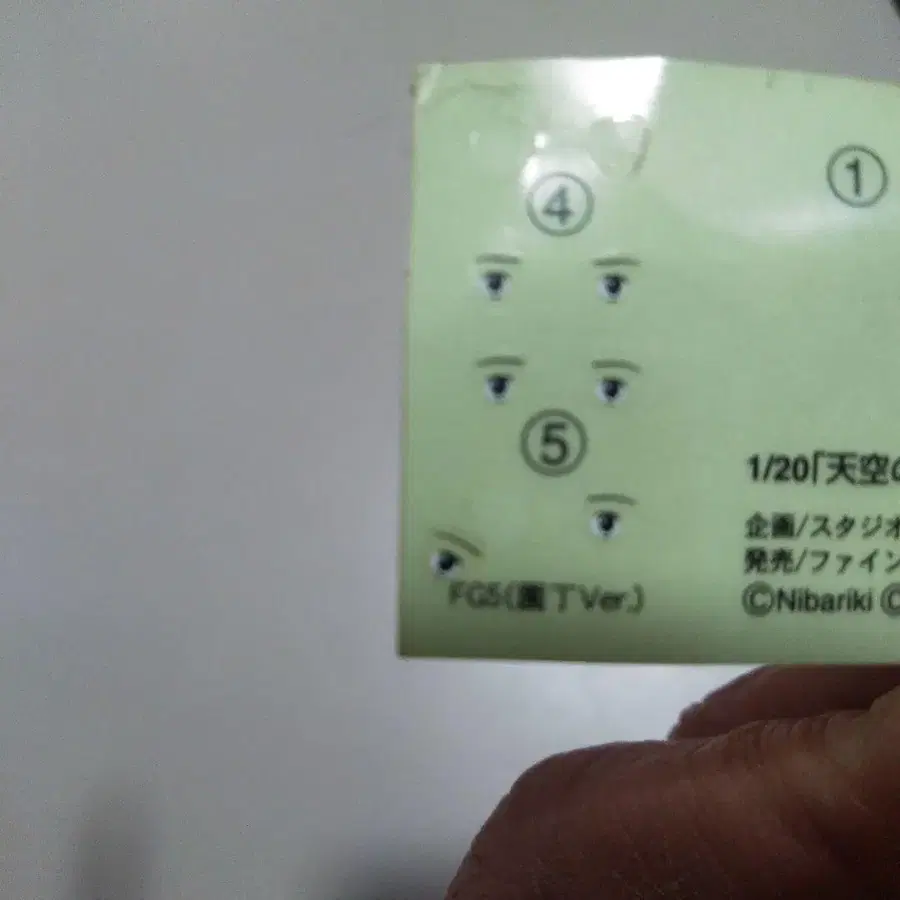 ④
①
⑤
1/20「天空の
企画/スタジオ
発売/ファイン
©Nibariki ©
FG5(園丁Ver.)